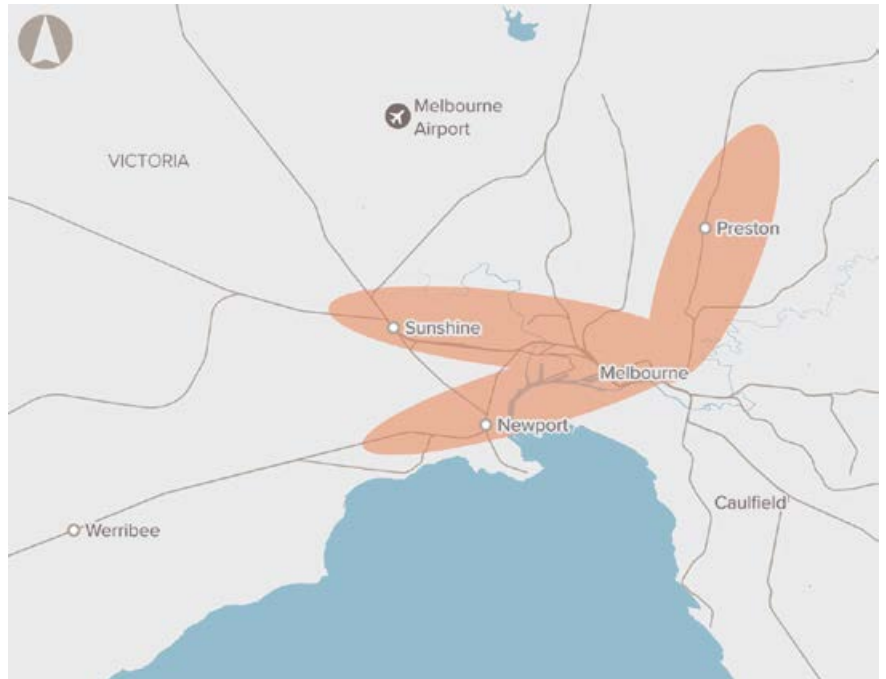 Melbourne
Airport
VICTORIA
Preston
Sunshine
Melbourne
Newport
Caulfield
Werribee